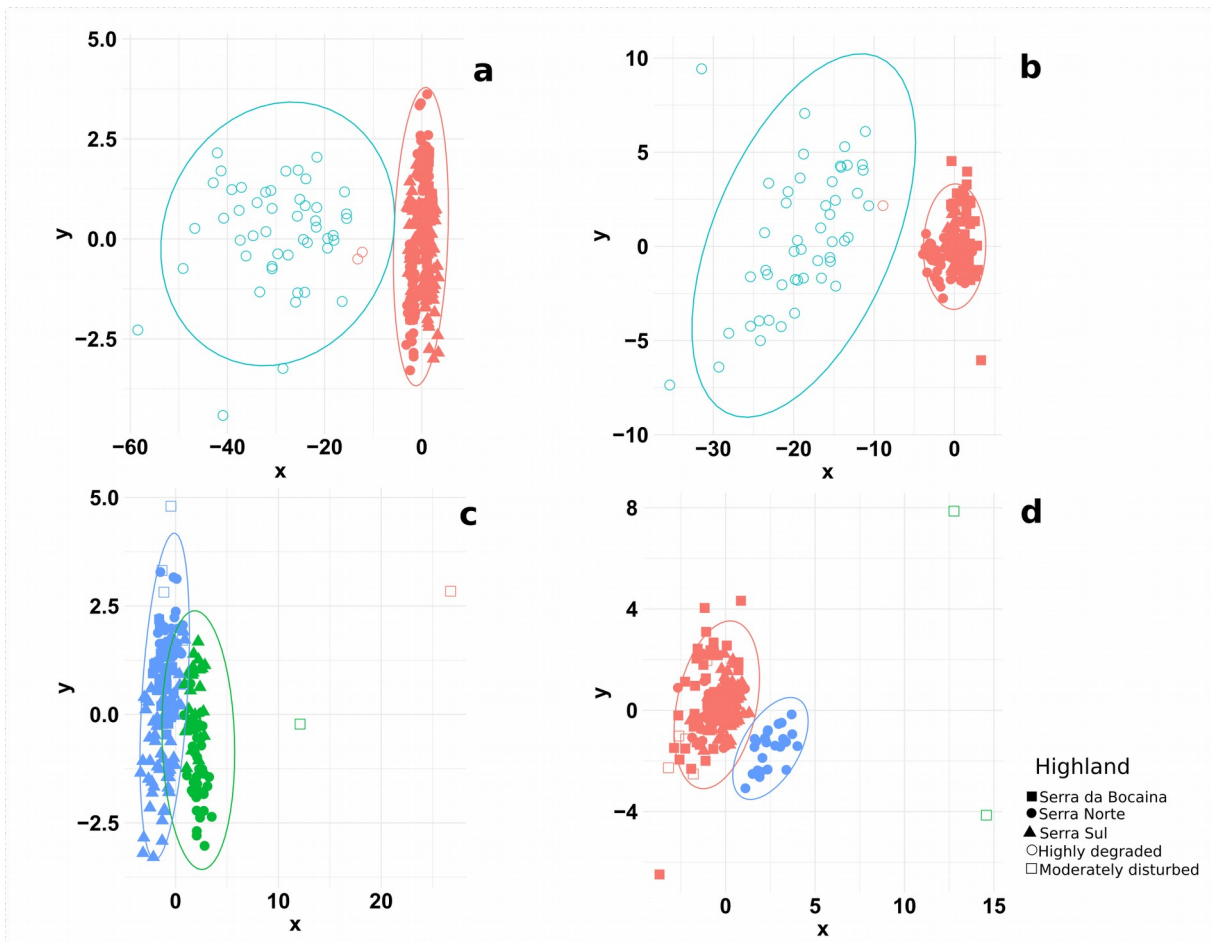 a
5.0
2.5
0.0
−2.5
y
−60
−40
−20
0
x
b
10
5
0
−5
−10
y
−30
−20
−10
0
x
c
5.0
2.5
0.0
−2.5
y
0
10
20
x
d
8
4
0
−4
y
0
5
10
15
x
Highland
Serra da Bocaina
Serra Norte
Serra Sul
Highly degraded
Moderately disturbed